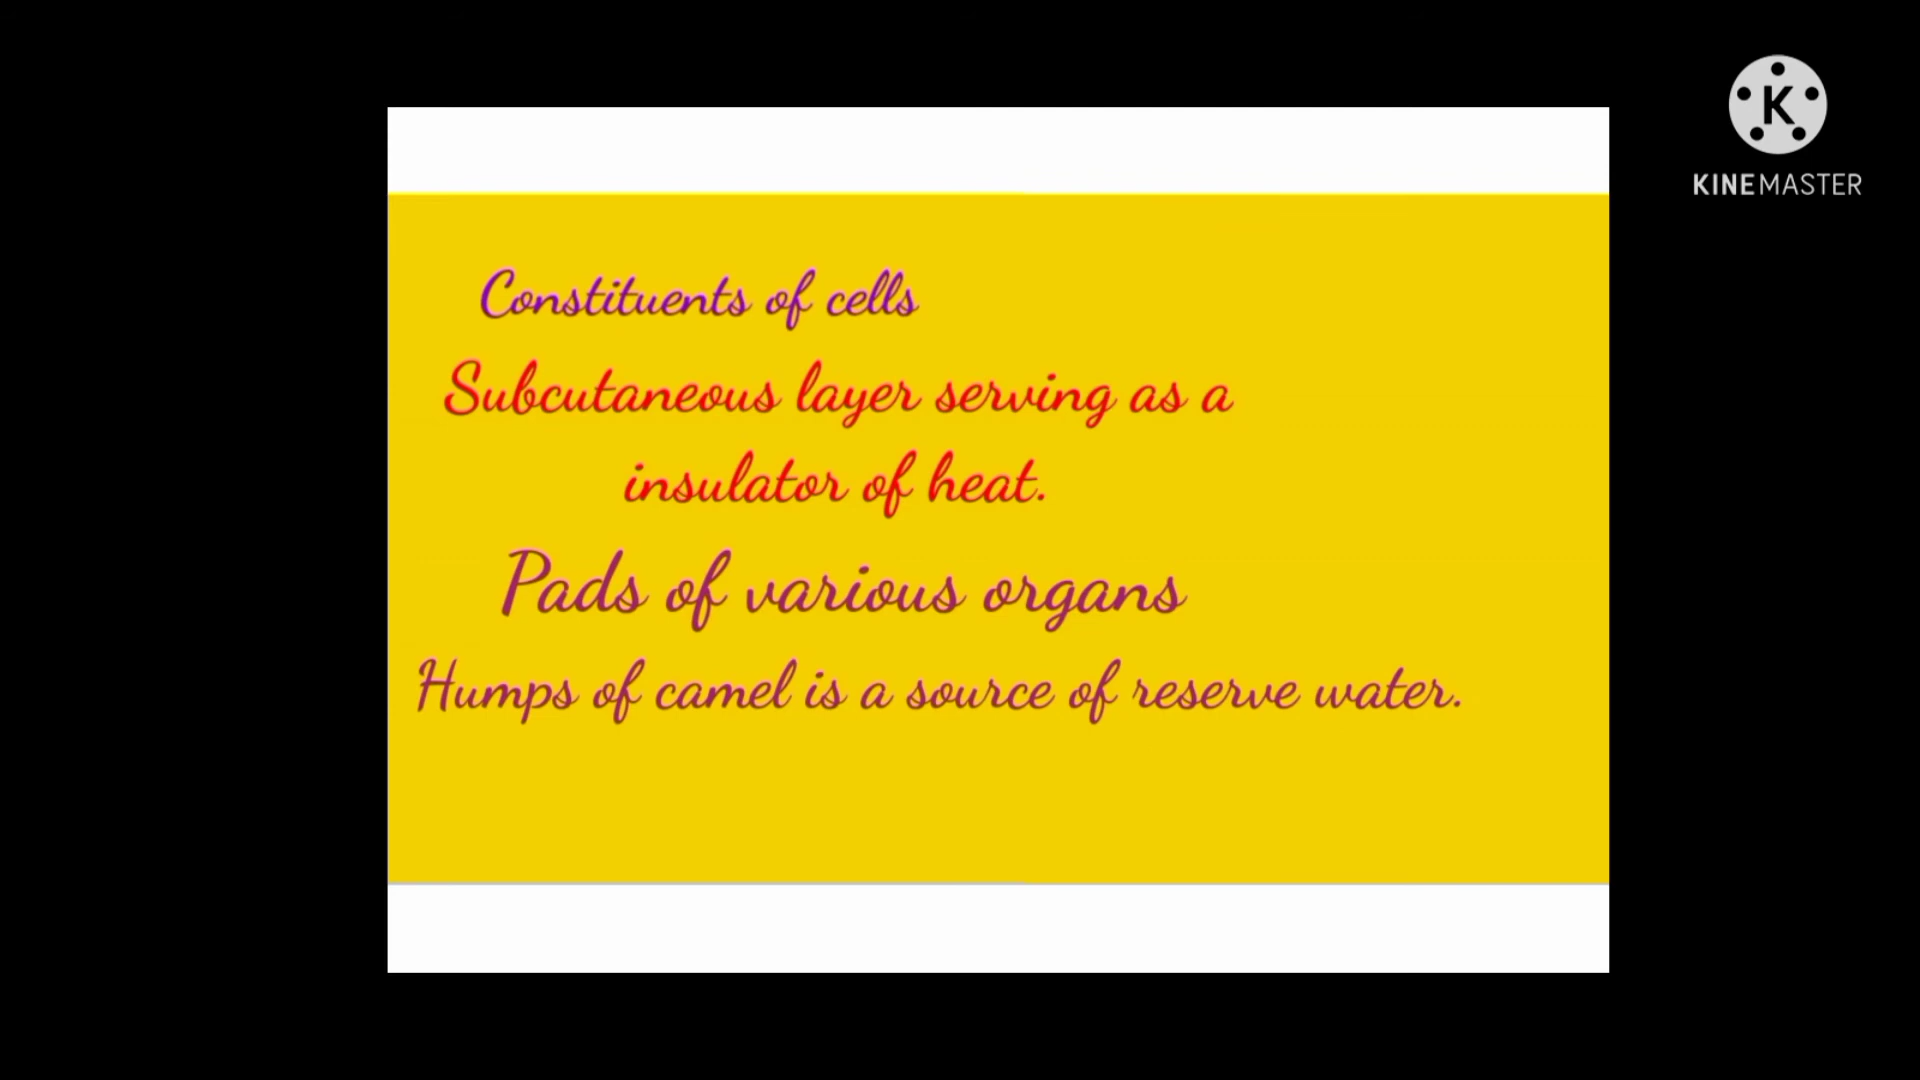 K
KINEMASTER
Constituents of cells
Subcutaneous layer serving as a
insulator of heat.
Pads of various organs
Humps of camel is a source of reserve water.